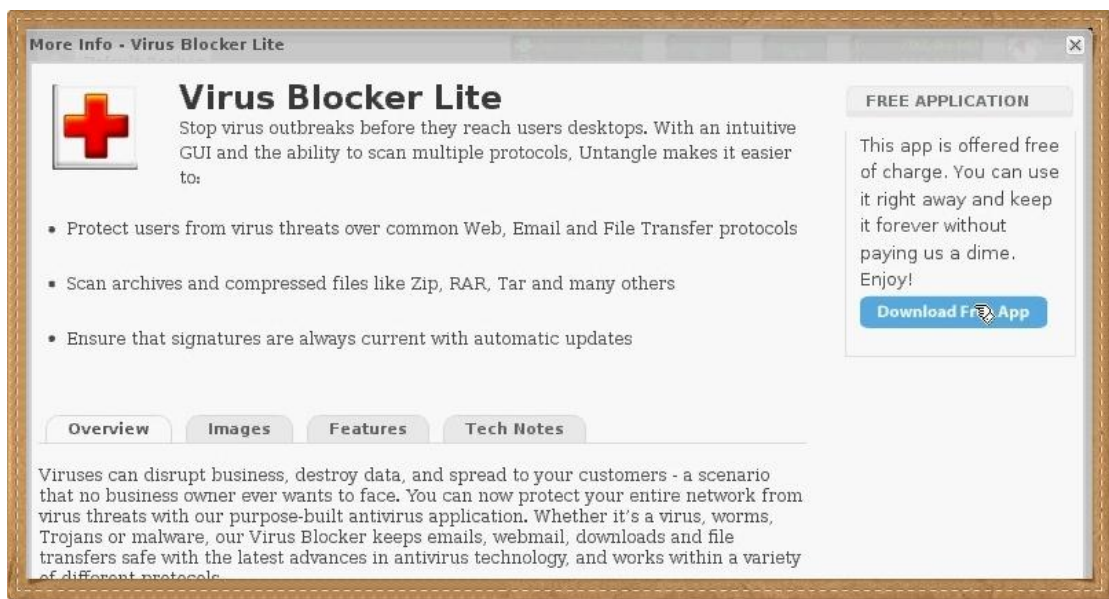 More Info - Virus Blocker Lite
Virus Blocker Lite
Stop virus outbreaks before they reach users desktops. With an intuitive
GUI and the ability to scan multiple protocols, Untangle makes it easier
to:
• Protect users from virus threats over common Web, Email and File Transfer protocols
• Scan archives and compressed files like Zip, RAR, Tar and many others
• Ensure that signatures are always current with automatic updates
FREE APPLICATION
This app is offered free
of charge. You can use
it right away and keep
it forever without
paying us a dime.
Enjoy!
Download Free App
Overview Images Features Tech Notes
Viruses can disrupt business, destroy data, and spread to your customers - a scenario
that no business owner ever wants to face. You can now protect your entire network from
virus threats with our purpose-built antivirus application. Whether it's a virus, worms,
Trojans or malware, our Virus Blocker keeps emails, webmail, downloads and file
transfers safe with the latest advances in antivirus technology, and works within a variety
of different protocols.